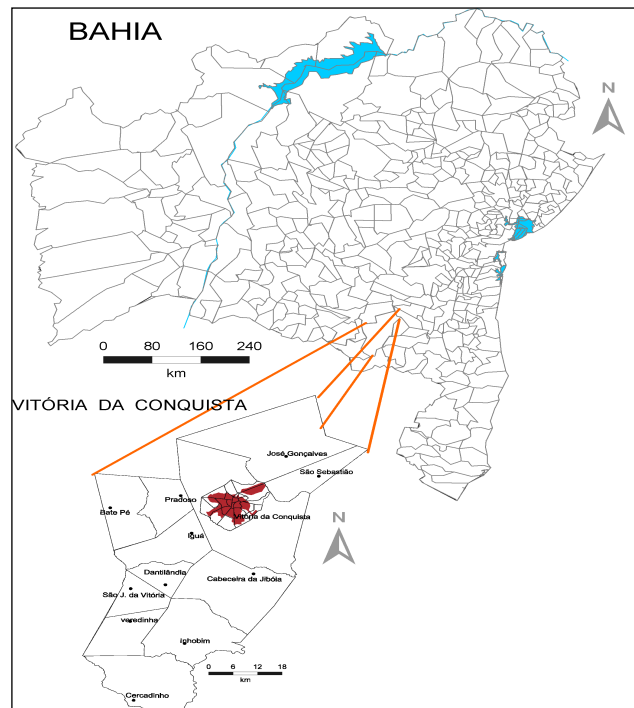 BAHIA
N
0 80 160 240
km
VITÓRIA DA CONQUISTA
José Gonçalves
São Sebastião
Pradoso
Bate Pé
Vitória da Conquista
N
Iguá
Dantilândia
Cabeceira da Jibóia
São J. da Vitória
veredinha
inhobim
0 6 12 18
km
Cercadinho